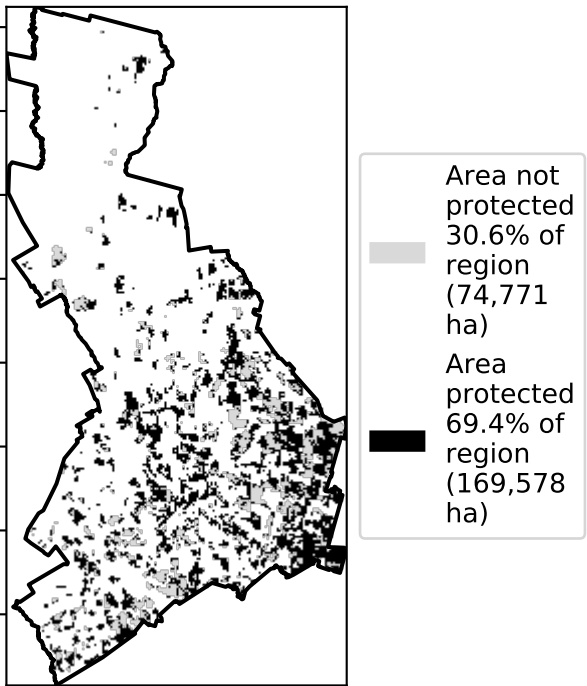 Area not
protected
30.6% of
region
(74,771
ha)
Area
protected
69.4% of
region
(169,578
ha)